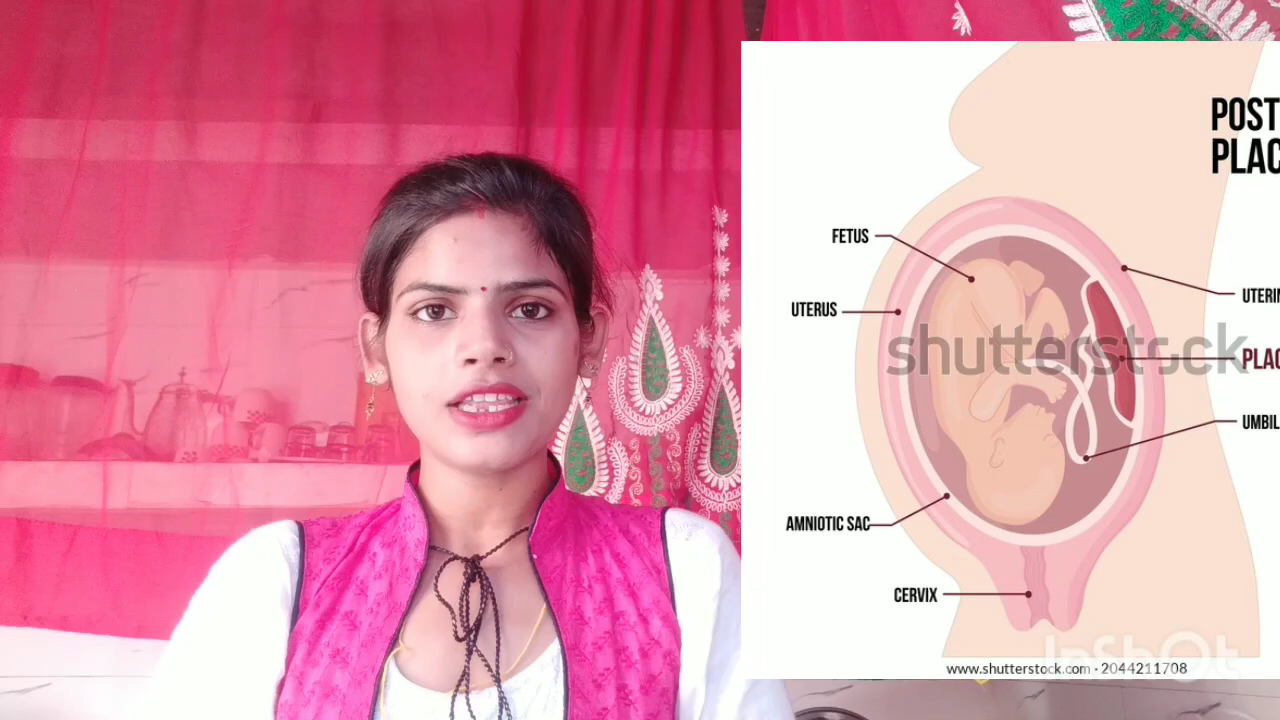 POST
PLAC
FETUS
UTERUS
UTERIN
shutterstock
PLAC
UMBIL
AMNIOTIC SAC
CERVIX
InShOt
www.shutterstock.com · 2044211708